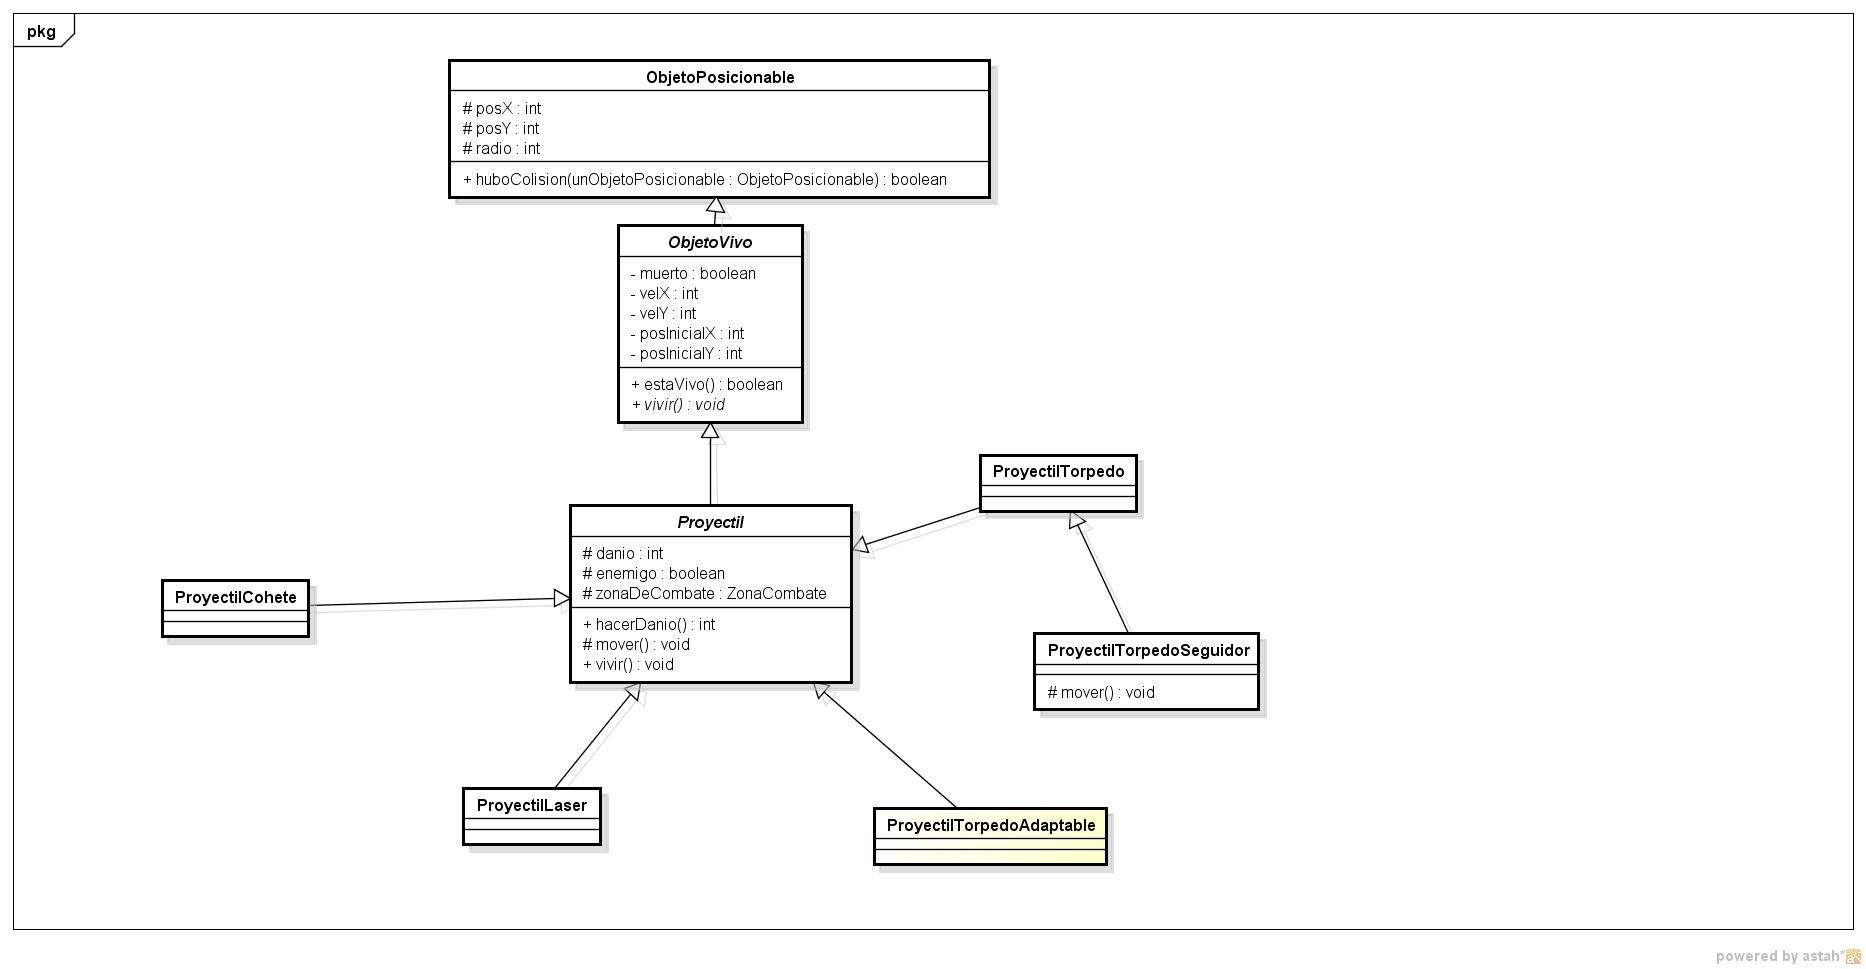 pkg
ObjetoPosicionable
# posX : int
# posY : int
# radio : int
+ huboColision(unObjetoPosicionable : ObjetoPosicionable) : boolean
ObjetoVivo
- muerto : boolean
- velX : int
- velY : int
- posInicialX : int
- posInicialY : int
+ estaVivo() : boolean
+ vivir() : void
ProyectilTorpedo
Proyectil
# danio : int
# enemigo : boolean
# zonaDeCombate : ZonaCombate
+ hacerDanio() : int
# mover() : void
+ vivir() : void
ProyectilCohete
ProyectilTorpedoSeguidor
# mover() : void
ProyectilLaser
ProyectilTorpedoAdaptable
powered by astah*